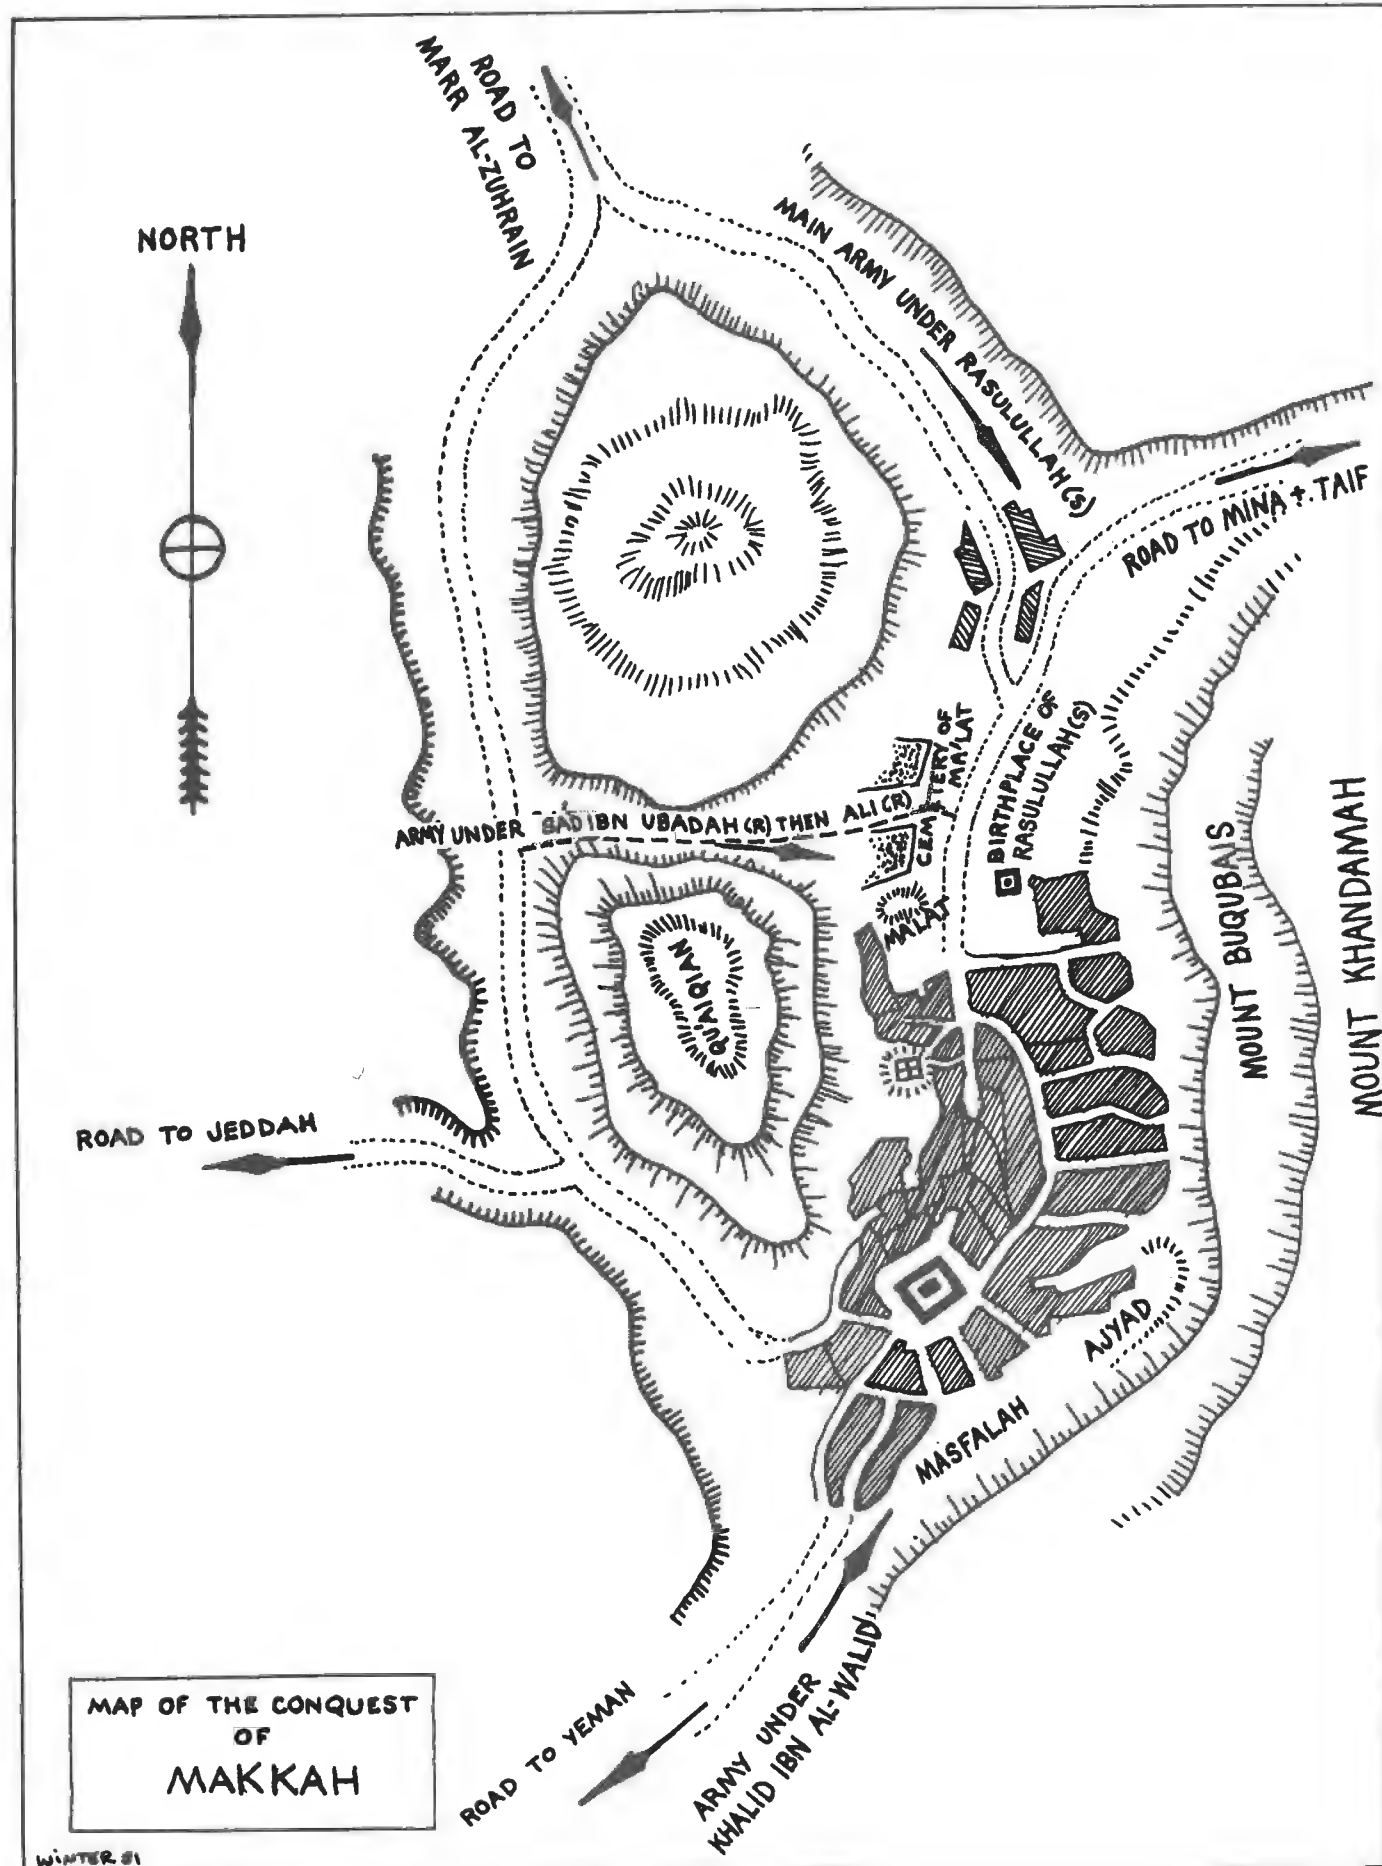 ROAD TO
MARR AL-ZUHRAIN
NORTH
MAIN ARMY UNDER RASULULLAH(S)
ROAD TO MINA + TAIF
CEMETERY OF
MA'LAT
BIRTHPLACE OF
RASULULLAH(S)
ARMY UNDER SAD IBN UBADAH (R) THEN ALI (R)
MALAT
QUAIQIAN
MOUNT BUQUBAIS
MOUNT KHANDAMAH
ROAD TO JEDDAH
AJYAD
MASFALAH
ROAD TO YEMAN
ARMY UNDER
KHALID IBN AL-WALID
MAP OF THE CONQUEST
OF
MAKKAH
WINTER 81